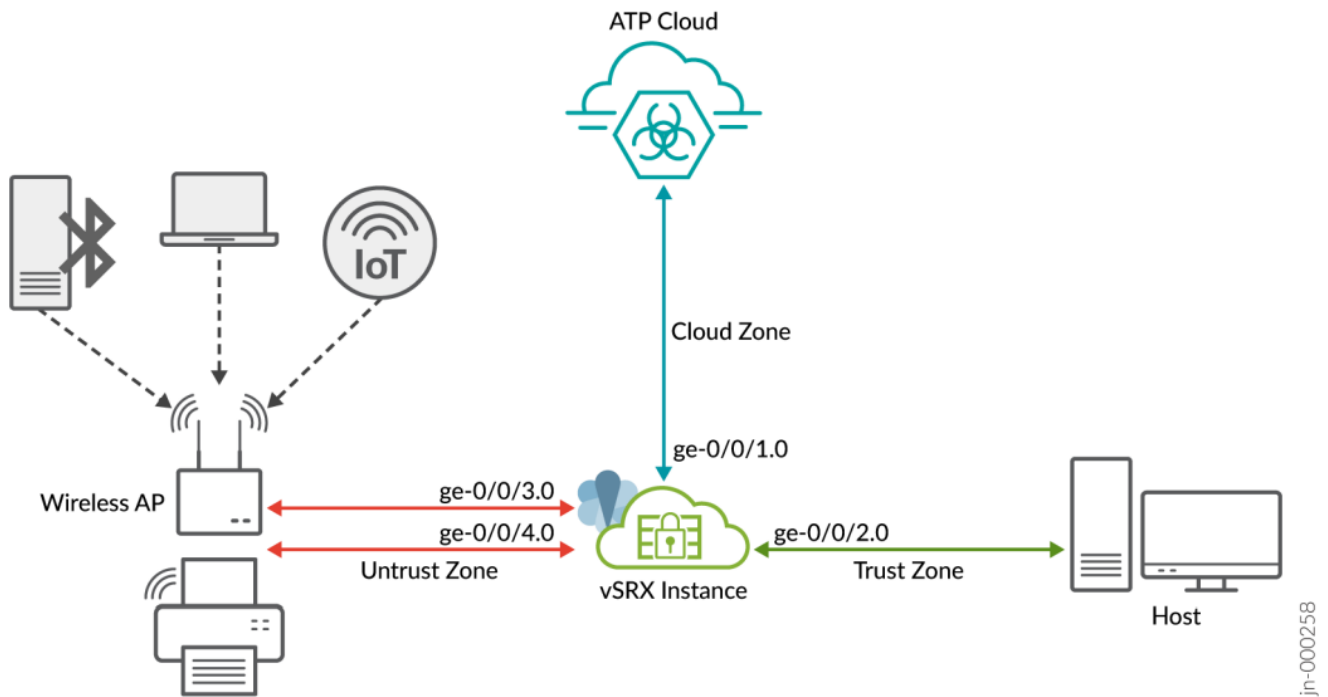 ATP Cloud
IoT
Cloud Zone
ge-0/0/1.0
Wireless AP
ge-0/0/3.0
ge-0/0/4.0
Untrust Zone
vSRX Instance
ge-0/0/2.0
Trust Zone
Host
jn-000258